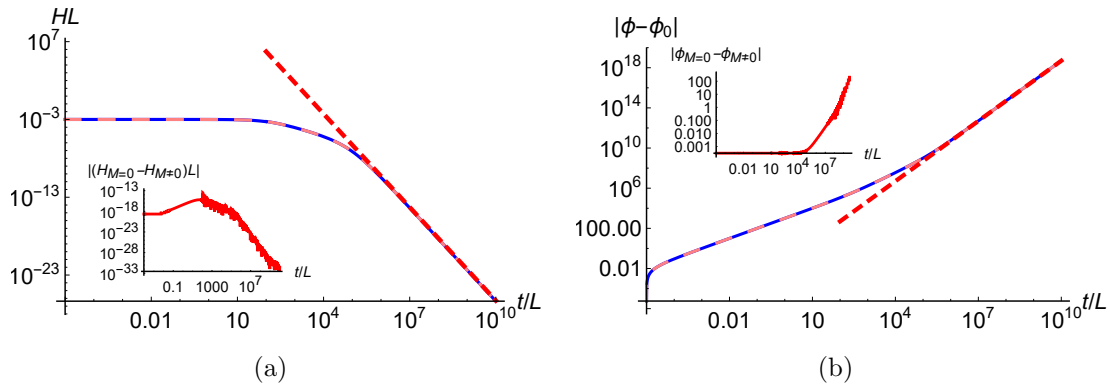 HL
10^7
10^-3
10^-13
10^-23
0.01 10 10^4 10^7 10^10
t/L
|(H_{M=0}−H_{M≠0})L|
10^-13
10^-18
10^-23
10^-28
10^-33
0.1 1000 10^7
t/L
(a)
|ϕ−ϕ_0|
10^18
10^14
10^10
10^6
100.00
0.01
0.01 10 10^4 10^7 10^10
t/L
|ϕ_{M=0}−ϕ_{M≠0}|
100
10
1
0.100
0.001
0.01 10 10^4 10^7
t/L
(b)